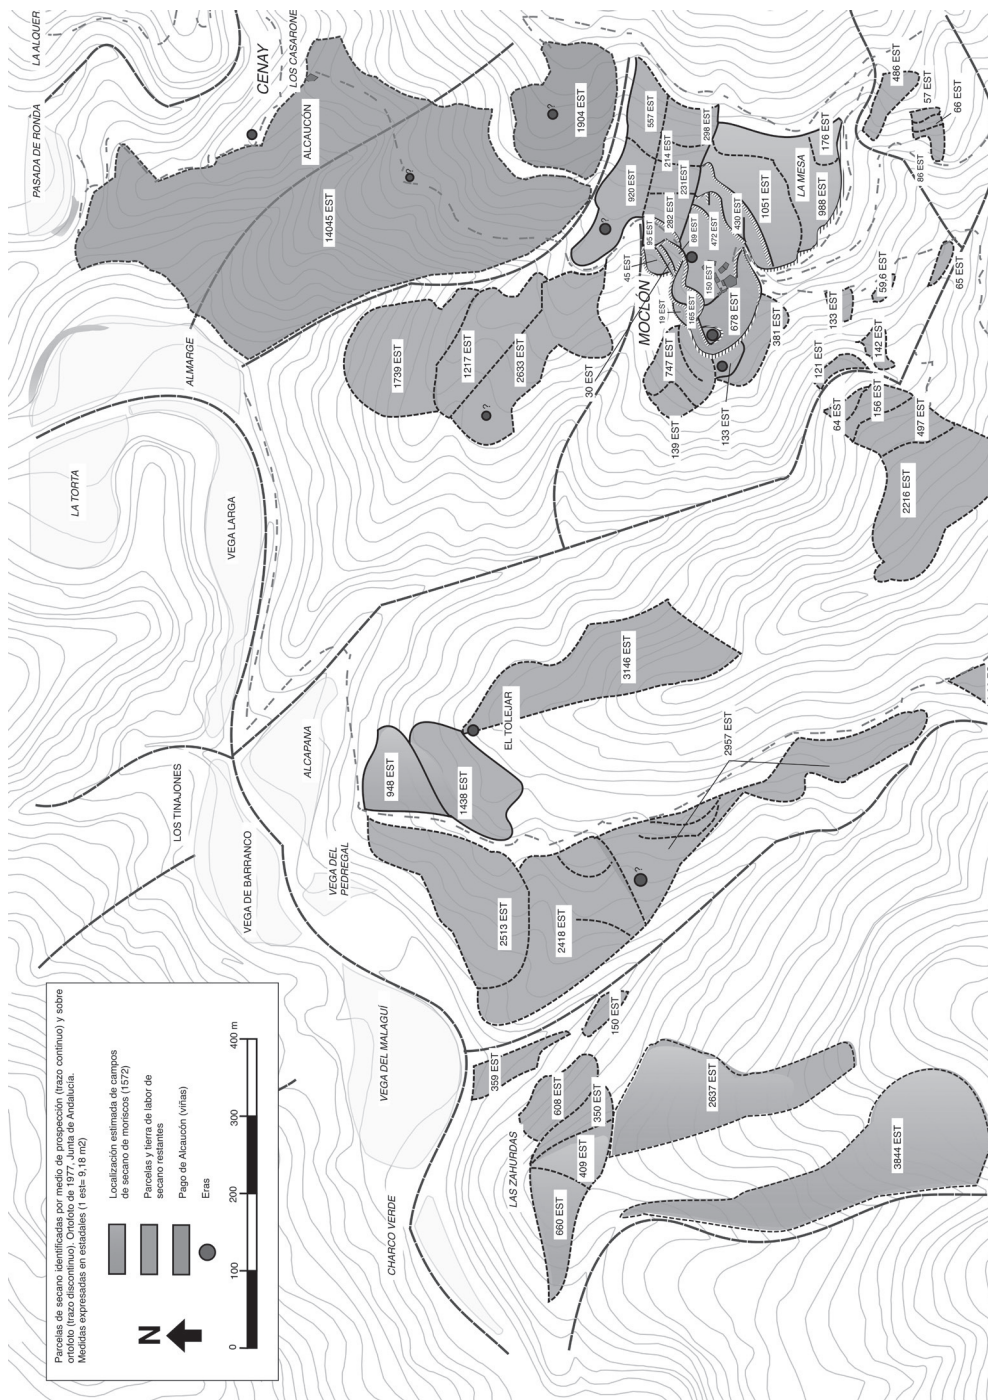 Parcelas de secano identificadas por medio de prospección (trazo continuo) y sobre
ortofoto (trazo discontinuo). Ortofoto de 1977, Junta de Andalucía.
Medidas expresadas en estadales (1 est= 9,18 m2)
Localización estimada de campos
de secano de moriscos (1572)
Parcelas y tierra de labor de
secano restantes
Pago de Alcaucón (viñas)
Eras
N
0
100
200
300
400 m
LOS TINAJONES
VEGA DE BARRANCO
ALCAPANA
VEGA DEL
PEDREGAL
VEGA DEL MALAGUÍ
CHARCO VERDE
LAS ZAHURDAS
LA TORTA
VEGA LARGA
ALMARGE
PASADA DE RONDA
LA ALQUER
CENAY
LOS CASARONE
ALCAUCÓN
14045 EST
?
1904 EST
?
1739 EST
1217 EST
2633 EST
?
30 EST
MOCLÓN
920 EST
?
557 EST
214 EST
298 EST
231EST
282 EST
95 EST
45 EST
69 EST
472 EST
430 EST
1051 EST
LA MESA
176 EST
988 EST
19 EST
165 EST
150 EST
678 EST
747 EST
139 EST
133 EST
381 EST
133 EST
59,6 EST
65 EST
486 EST
57 EST
66 EST
86 EST
121 EST
142 EST
64 EST
156 EST
497 EST
2216 EST
948 EST
1438 EST
EL TOLEJAR
3146 EST
2957 EST
2513 EST
2418 EST
?
150 EST
359 EST
608 EST
350 EST
409 EST
660 EST
2637 EST
3844 EST